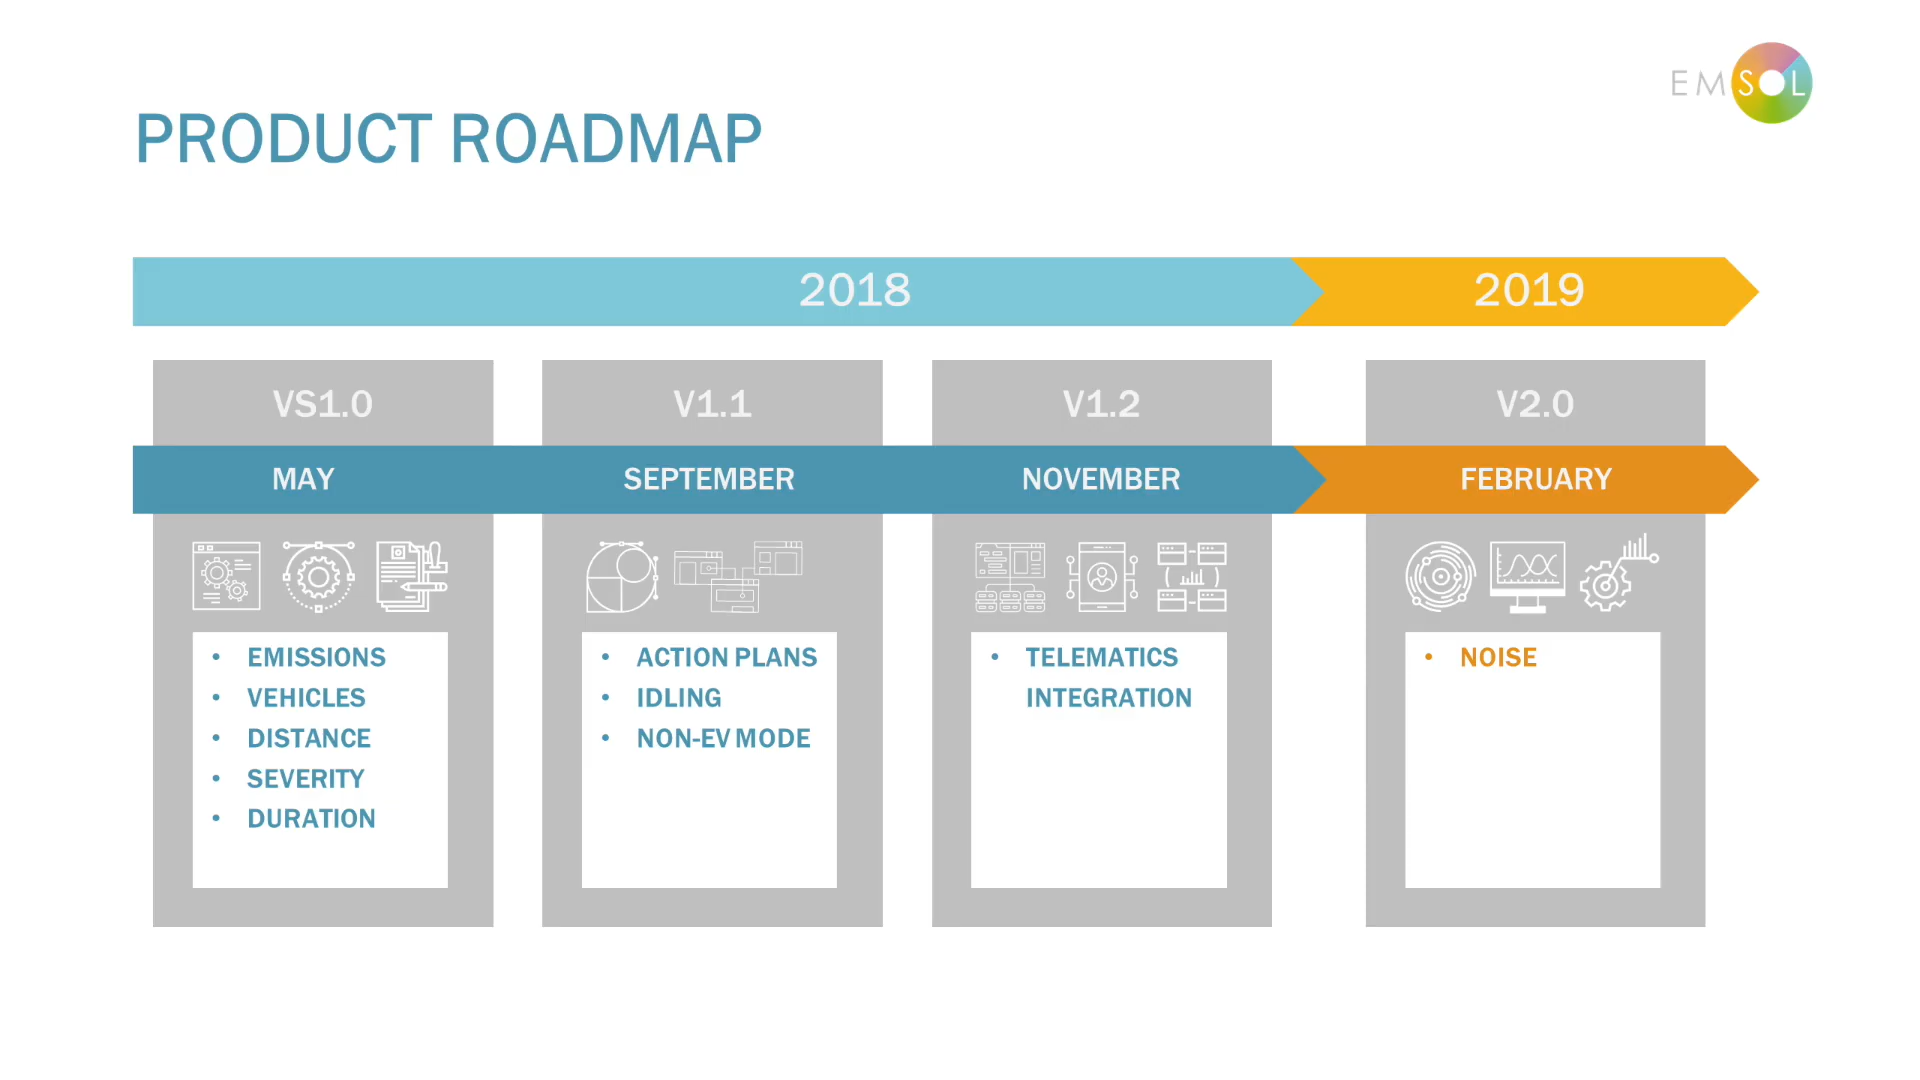 EMSOL
PRODUCT ROADMAP
2018
2019
VS1.0
V1.1
V1.2
V2.0
MAY
SEPTEMBER
NOVEMBER
FEBRUARY
• EMISSIONS
• VEHICLES
• DISTANCE
• SEVERITY
• DURATION
• ACTION PLANS
• IDLING
• NON-EV MODE
• TELEMATICS
INTEGRATION
• NOISE